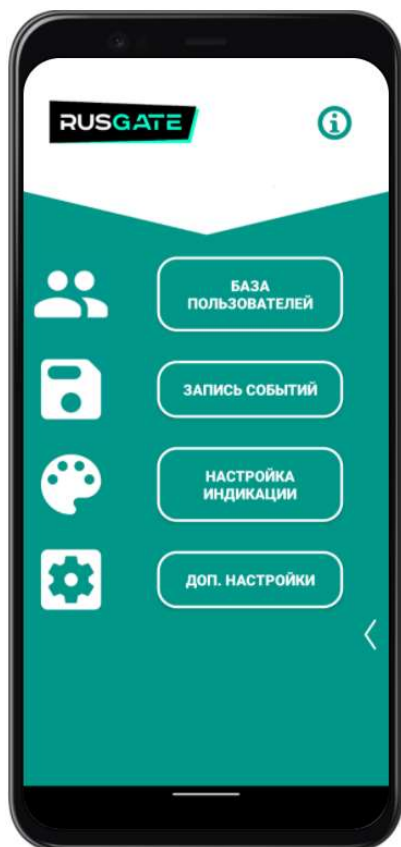 RUSGATE
БАЗА
ПОЛЬЗОВАТЕЛЕЙ
ЗАПИСЬ СОБЫТИЙ
НАСТРОЙКА
ИНДИКАЦИИ
ДОП. НАСТРОЙКИ